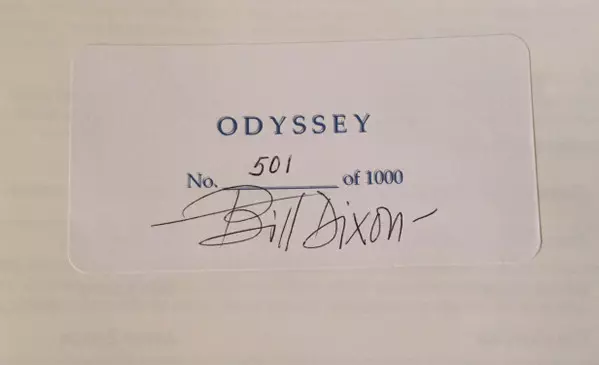 ODYSSEY
No. 501 of 1000
Bill Dixon